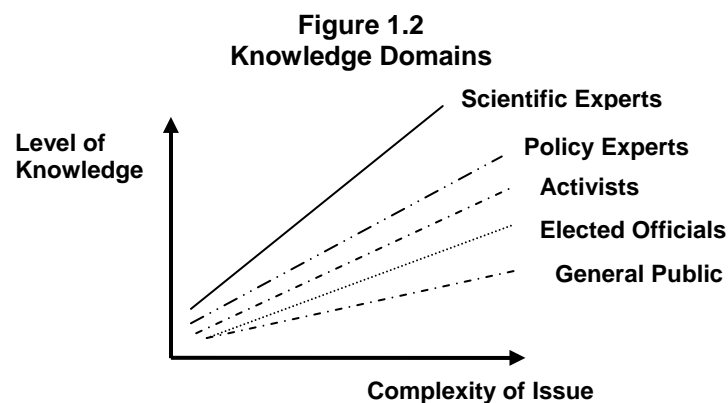 Figure 1.2
Knowledge Domains
Scientific Experts
Level of
Knowledge
Policy Experts
Activists
Elected Officials
General Public
Complexity of Issue